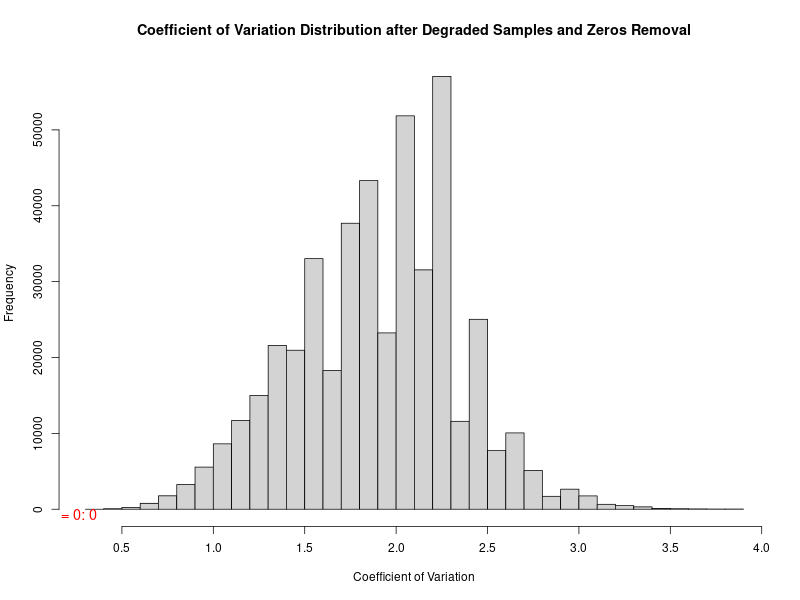 Coefficient of Variation Distribution after Degraded Samples and Zeros Removal
Frequency
50000
40000
30000
20000
10000
0
= 0: 0
0.5 1.0 1.5 2.0 2.5 3.0 3.5 4.0
Coefficient of Variation